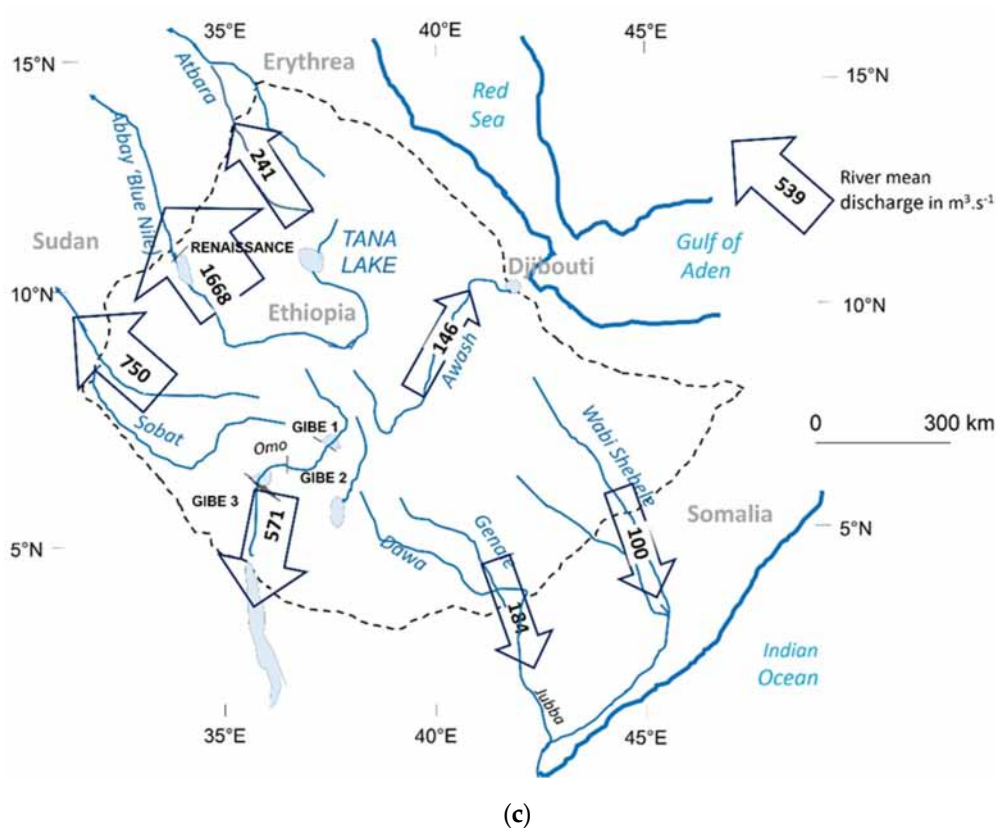 35°E
40°E
45°E
15°N
Erythrea
Atbara
Red
Sea
15°N
Abbay 'Blue Nile)
241
539
River mean
discharge in m³.s⁻¹
Sudan
RENAISSANCE
TANA
LAKE
Gulf of
Aden
Djibouti
1668
10°N
Ethiopia
10°N
146
Awash
750
Sobat
Wabi Shebele
0
300 km
GIBE 1
Omo
GIBE 2
GIBE 3
571
Somalia
5°N
5°N
Dawa
Genale
100
184
Indian
Ocean
Jubba
35°E
40°E
45°E
(c)